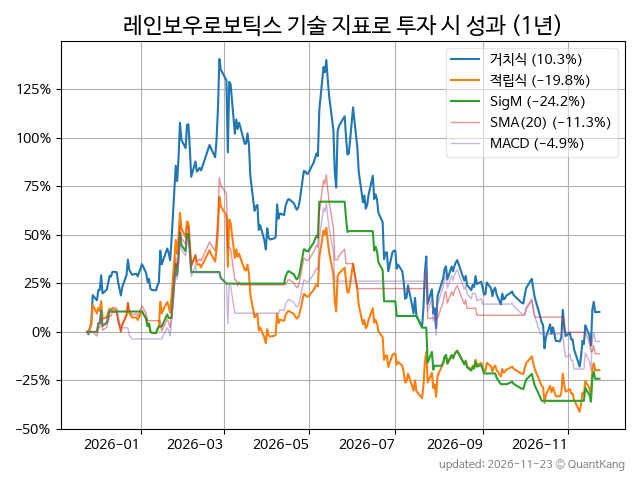 레인보우로보틱스 기술 지표로 투자 시 성과 (1년)
거치식 (10.3%)
적립식 (−19.8%)
SigM (−24.2%)
SMA(20) (−11.3%)
MACD (−4.9%)
125%
100%
75%
50%
25%
0%
−25%
−50%
2026-01 2026-03 2026-05 2026-07 2026-09 2026-11
updated: 2026-11-23 © QuantKang